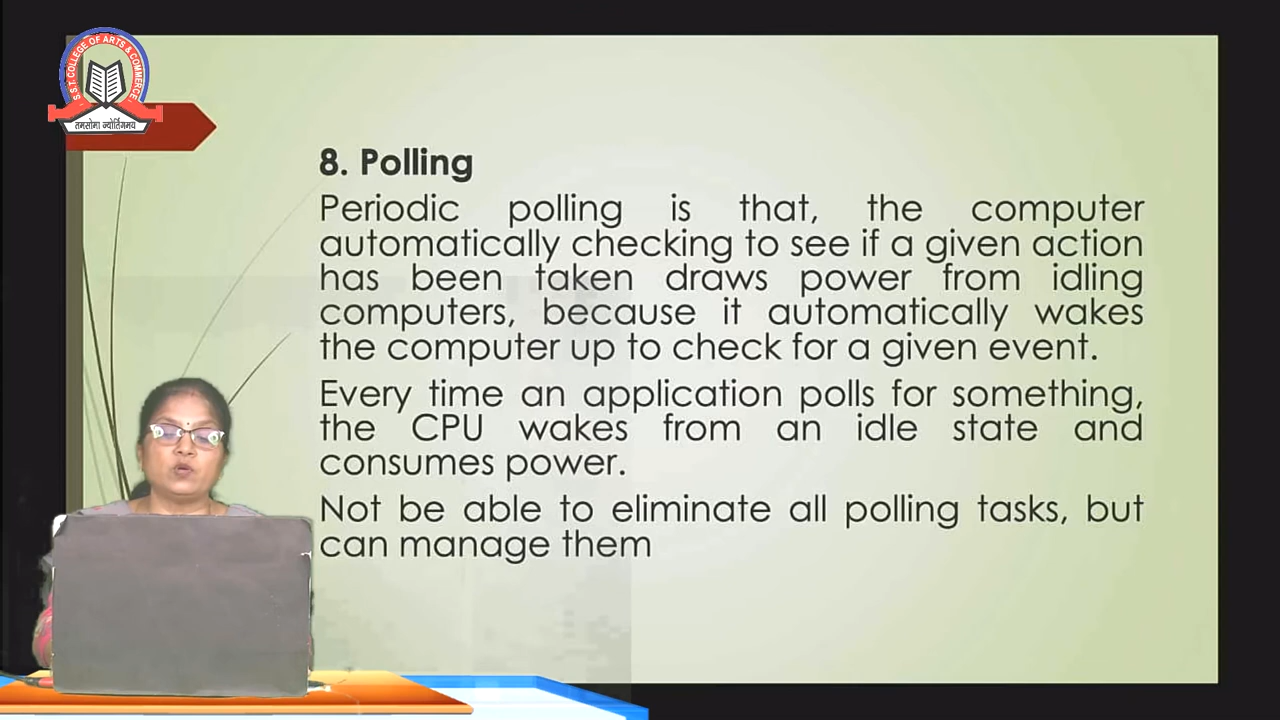 S.S.T. COLLEGE OF ARTS & COMMERCE
तमसोमा ज्योर्तिगमय
8. Polling
Periodic polling is that, the computer
automatically checking to see if a given action
has been taken draws power from idling
computers, because it automatically wakes
the computer up to check for a given event.
Every time an application polls for something,
the CPU wakes from an idle state and
consumes power.
Not be able to eliminate all polling tasks, but
can manage them